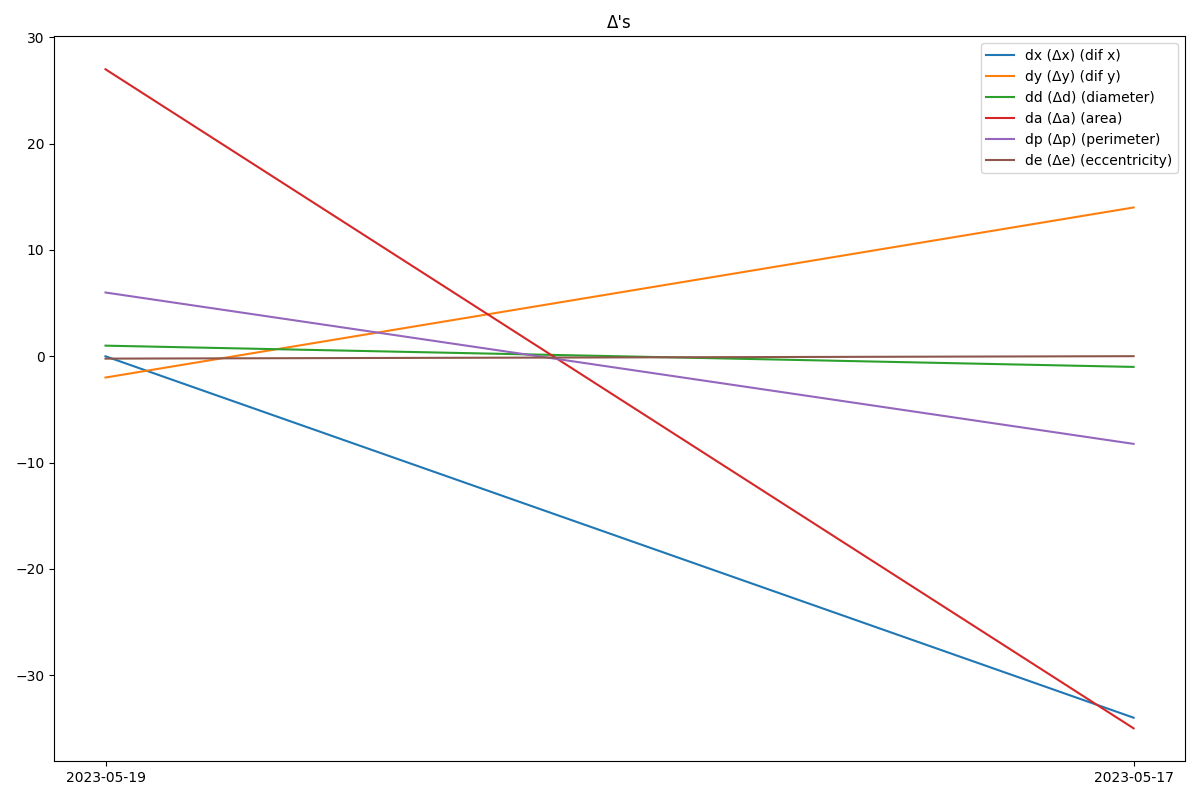 Δ's
30
20
10
0
−10
−20
−30
2023-05-19
2023-05-17
dx (Δx) (dif x)
dy (Δy) (dif y)
dd (Δd) (diameter)
da (Δa) (area)
dp (Δp) (perimeter)
de (Δe) (eccentricity)